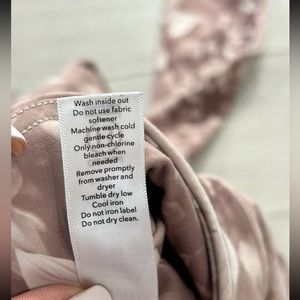 Wash inside out
Do not use fabric
softener
Machine wash cold
gentle cycle
Only non-chlorine
bleach when
needed
Remove promptly
from washer and
dryer
Tumble dry low
Cool iron
Do not iron label
Do not dry clean.